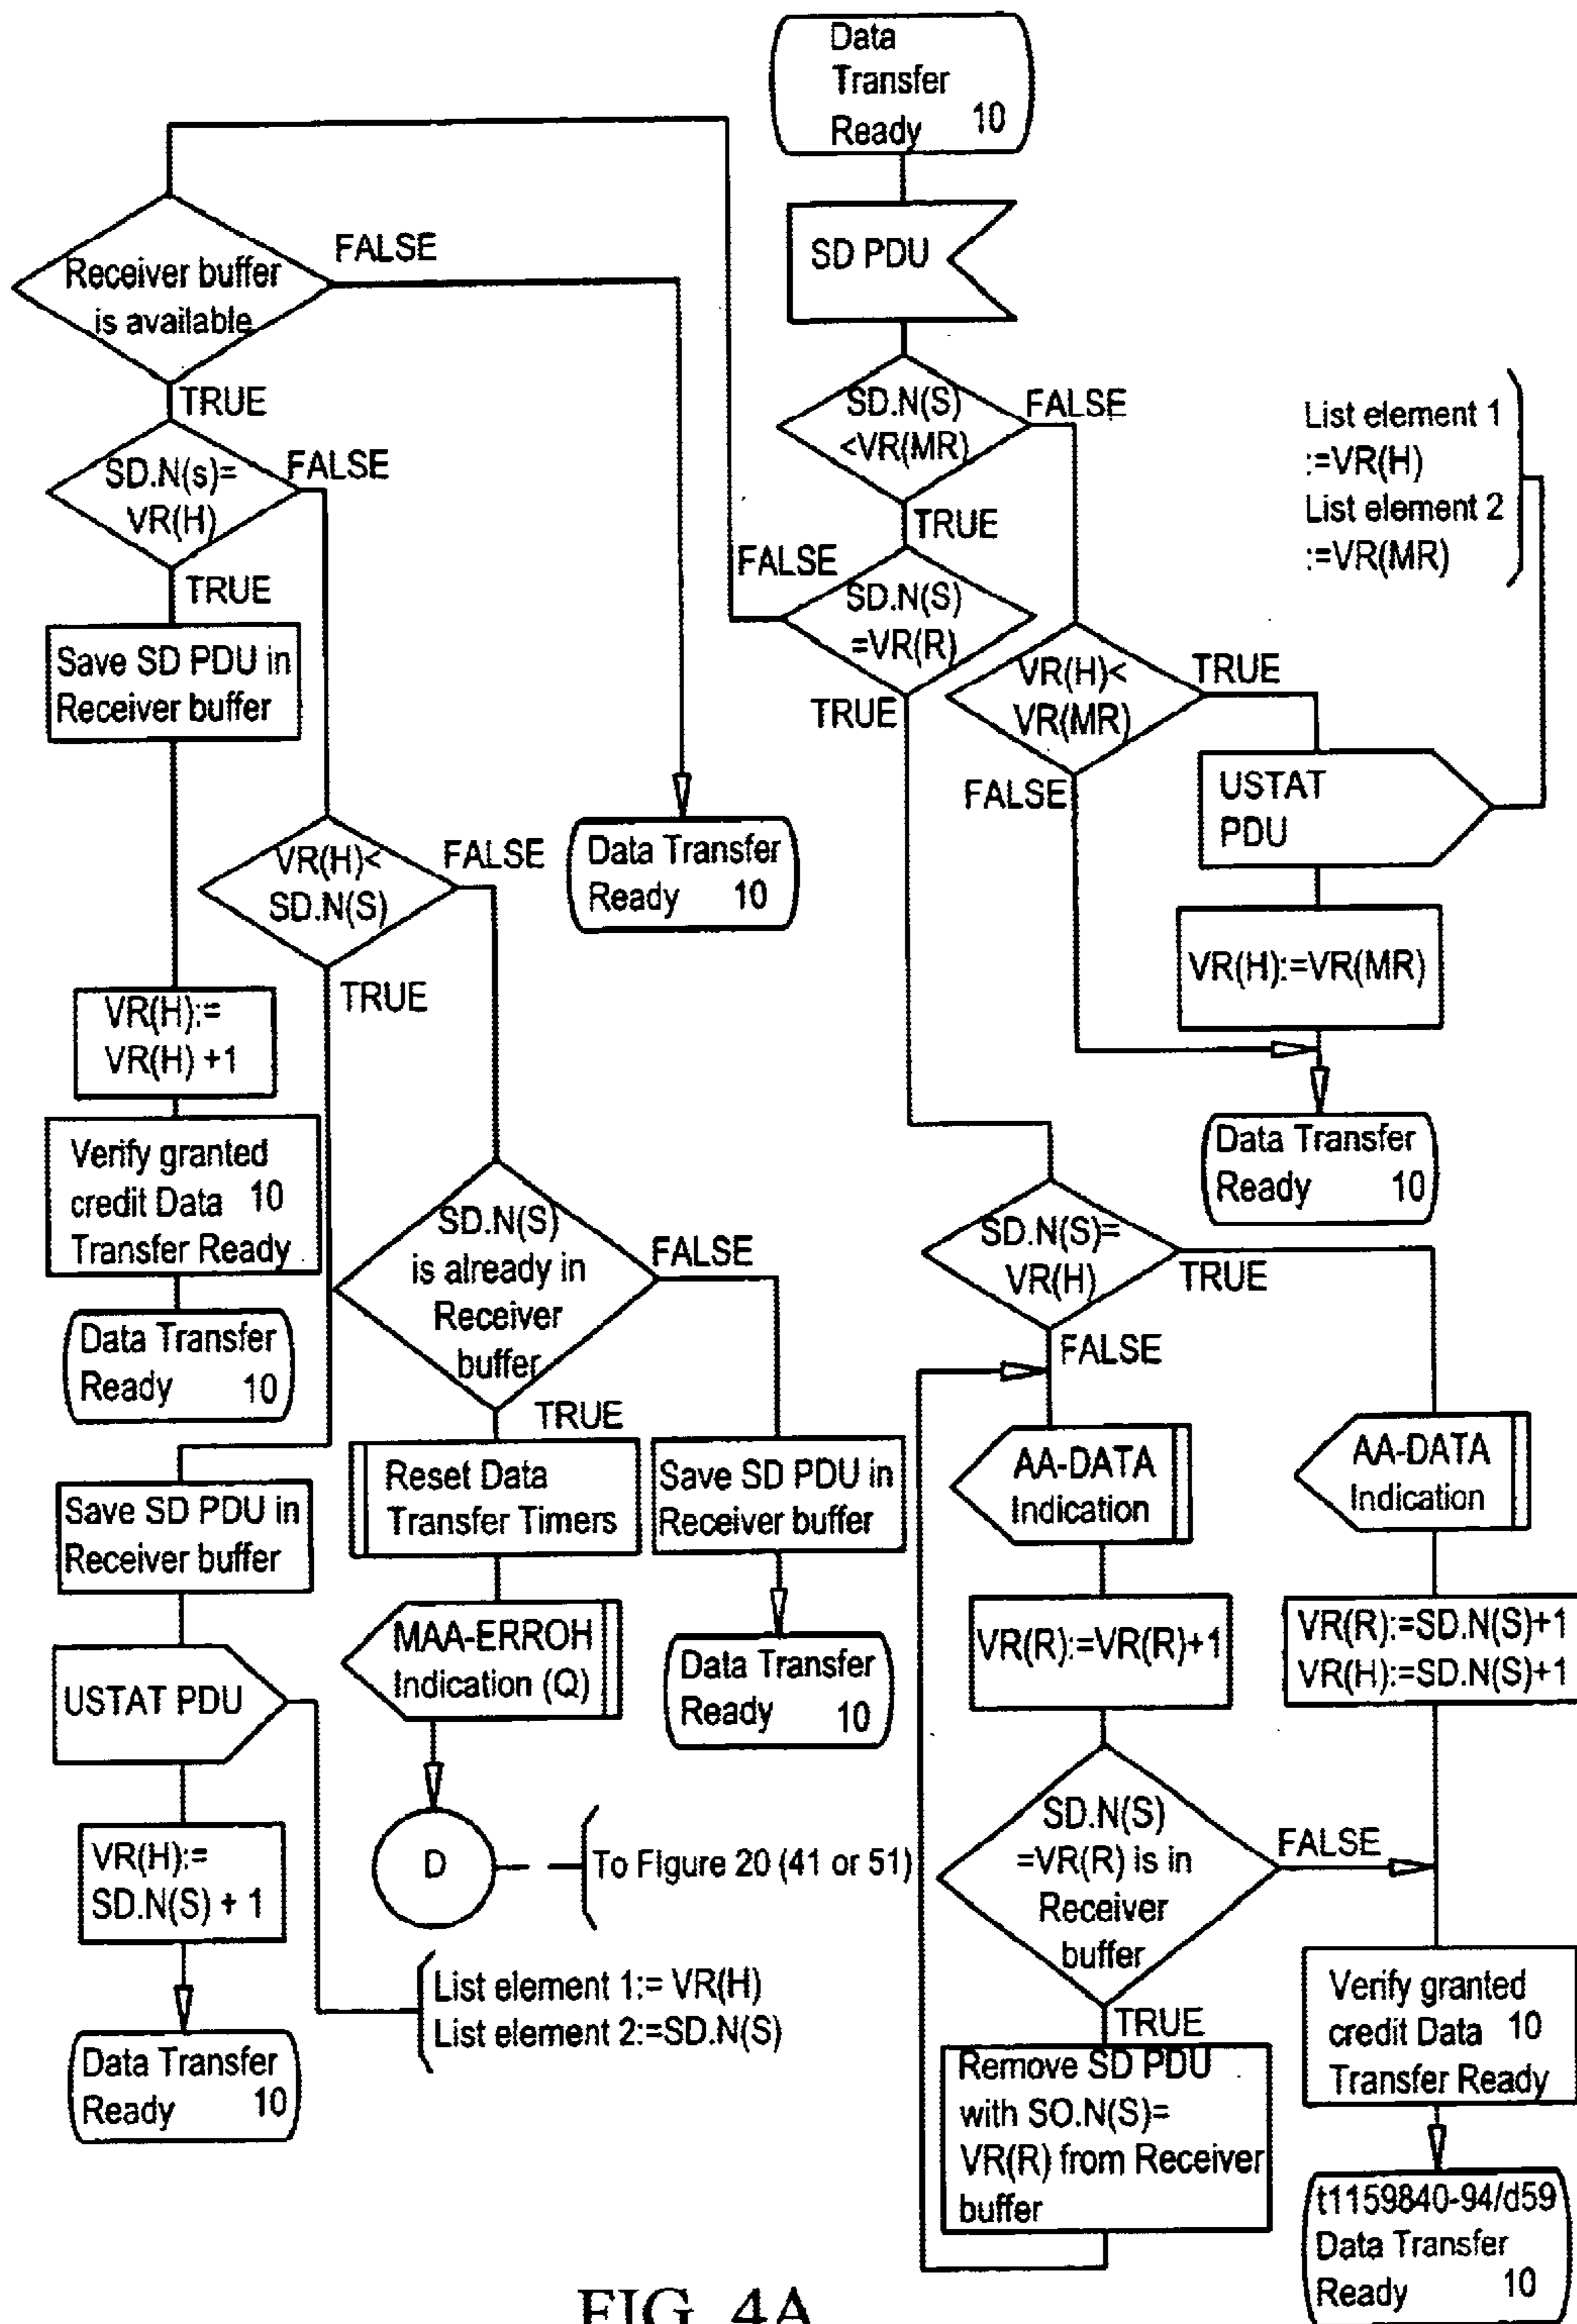 Data
Transfer
Ready 10
SD PDU
SD.N(S)
<VR(MR)
FALSE
TRUE
SD.N(S)
=VR(R)
FALSE
TRUE
VR(H)<
VR(MR)
TRUE
FALSE
List element 1
:=VR(H)
List element 2
:=VR(MR)
USTAT
PDU
VR(H):=VR(MR)
Data Transfer
Ready 10
Receiver buffer
is available
FALSE
TRUE
Data Transfer
Ready 10
SD.N(s)=
VR(H)
FALSE
TRUE
Save SD PDU in
Receiver buffer
VR(H):=
VR(H) +1
Verify granted
credit Data 10
Transfer Ready
Data Transfer
Ready 10
VR(H)<
SD.N(S)
FALSE
TRUE
SD.N(S)
is already in
Receiver
buffer
FALSE
TRUE
Save SD PDU in
Receiver buffer
USTAT PDU
VR(H):=
SD.N(S) + 1
Data Transfer
Ready 10
List element 1:= VR(H)
List element 2:=SD.N(S)
Reset Data
Transfer Timers
MAA-ERROH
Indication (Q)
D
To Figure 20 (41 or 51)
Save SD PDU in
Receiver buffer
Data Transfer
Ready 10
SD.N(S)=
VR(H)
TRUE
FALSE
AA-DATA
Indication
VR(R):=VR(R)+1
SD.N(S)
=VR(R) is in
Receiver
buffer
FALSE
TRUE
Remove SD PDU
with SO.N(S)=
VR(R) from Receiver
buffer
AA-DATA
Indication
VR(R):=SD.N(S)+1
VR(H):=SD.N(S)+1
Verify granted
credit Data 10
Transfer Ready
t1159840-94/d59
Data Transfer
Ready 10
FIG. 4A